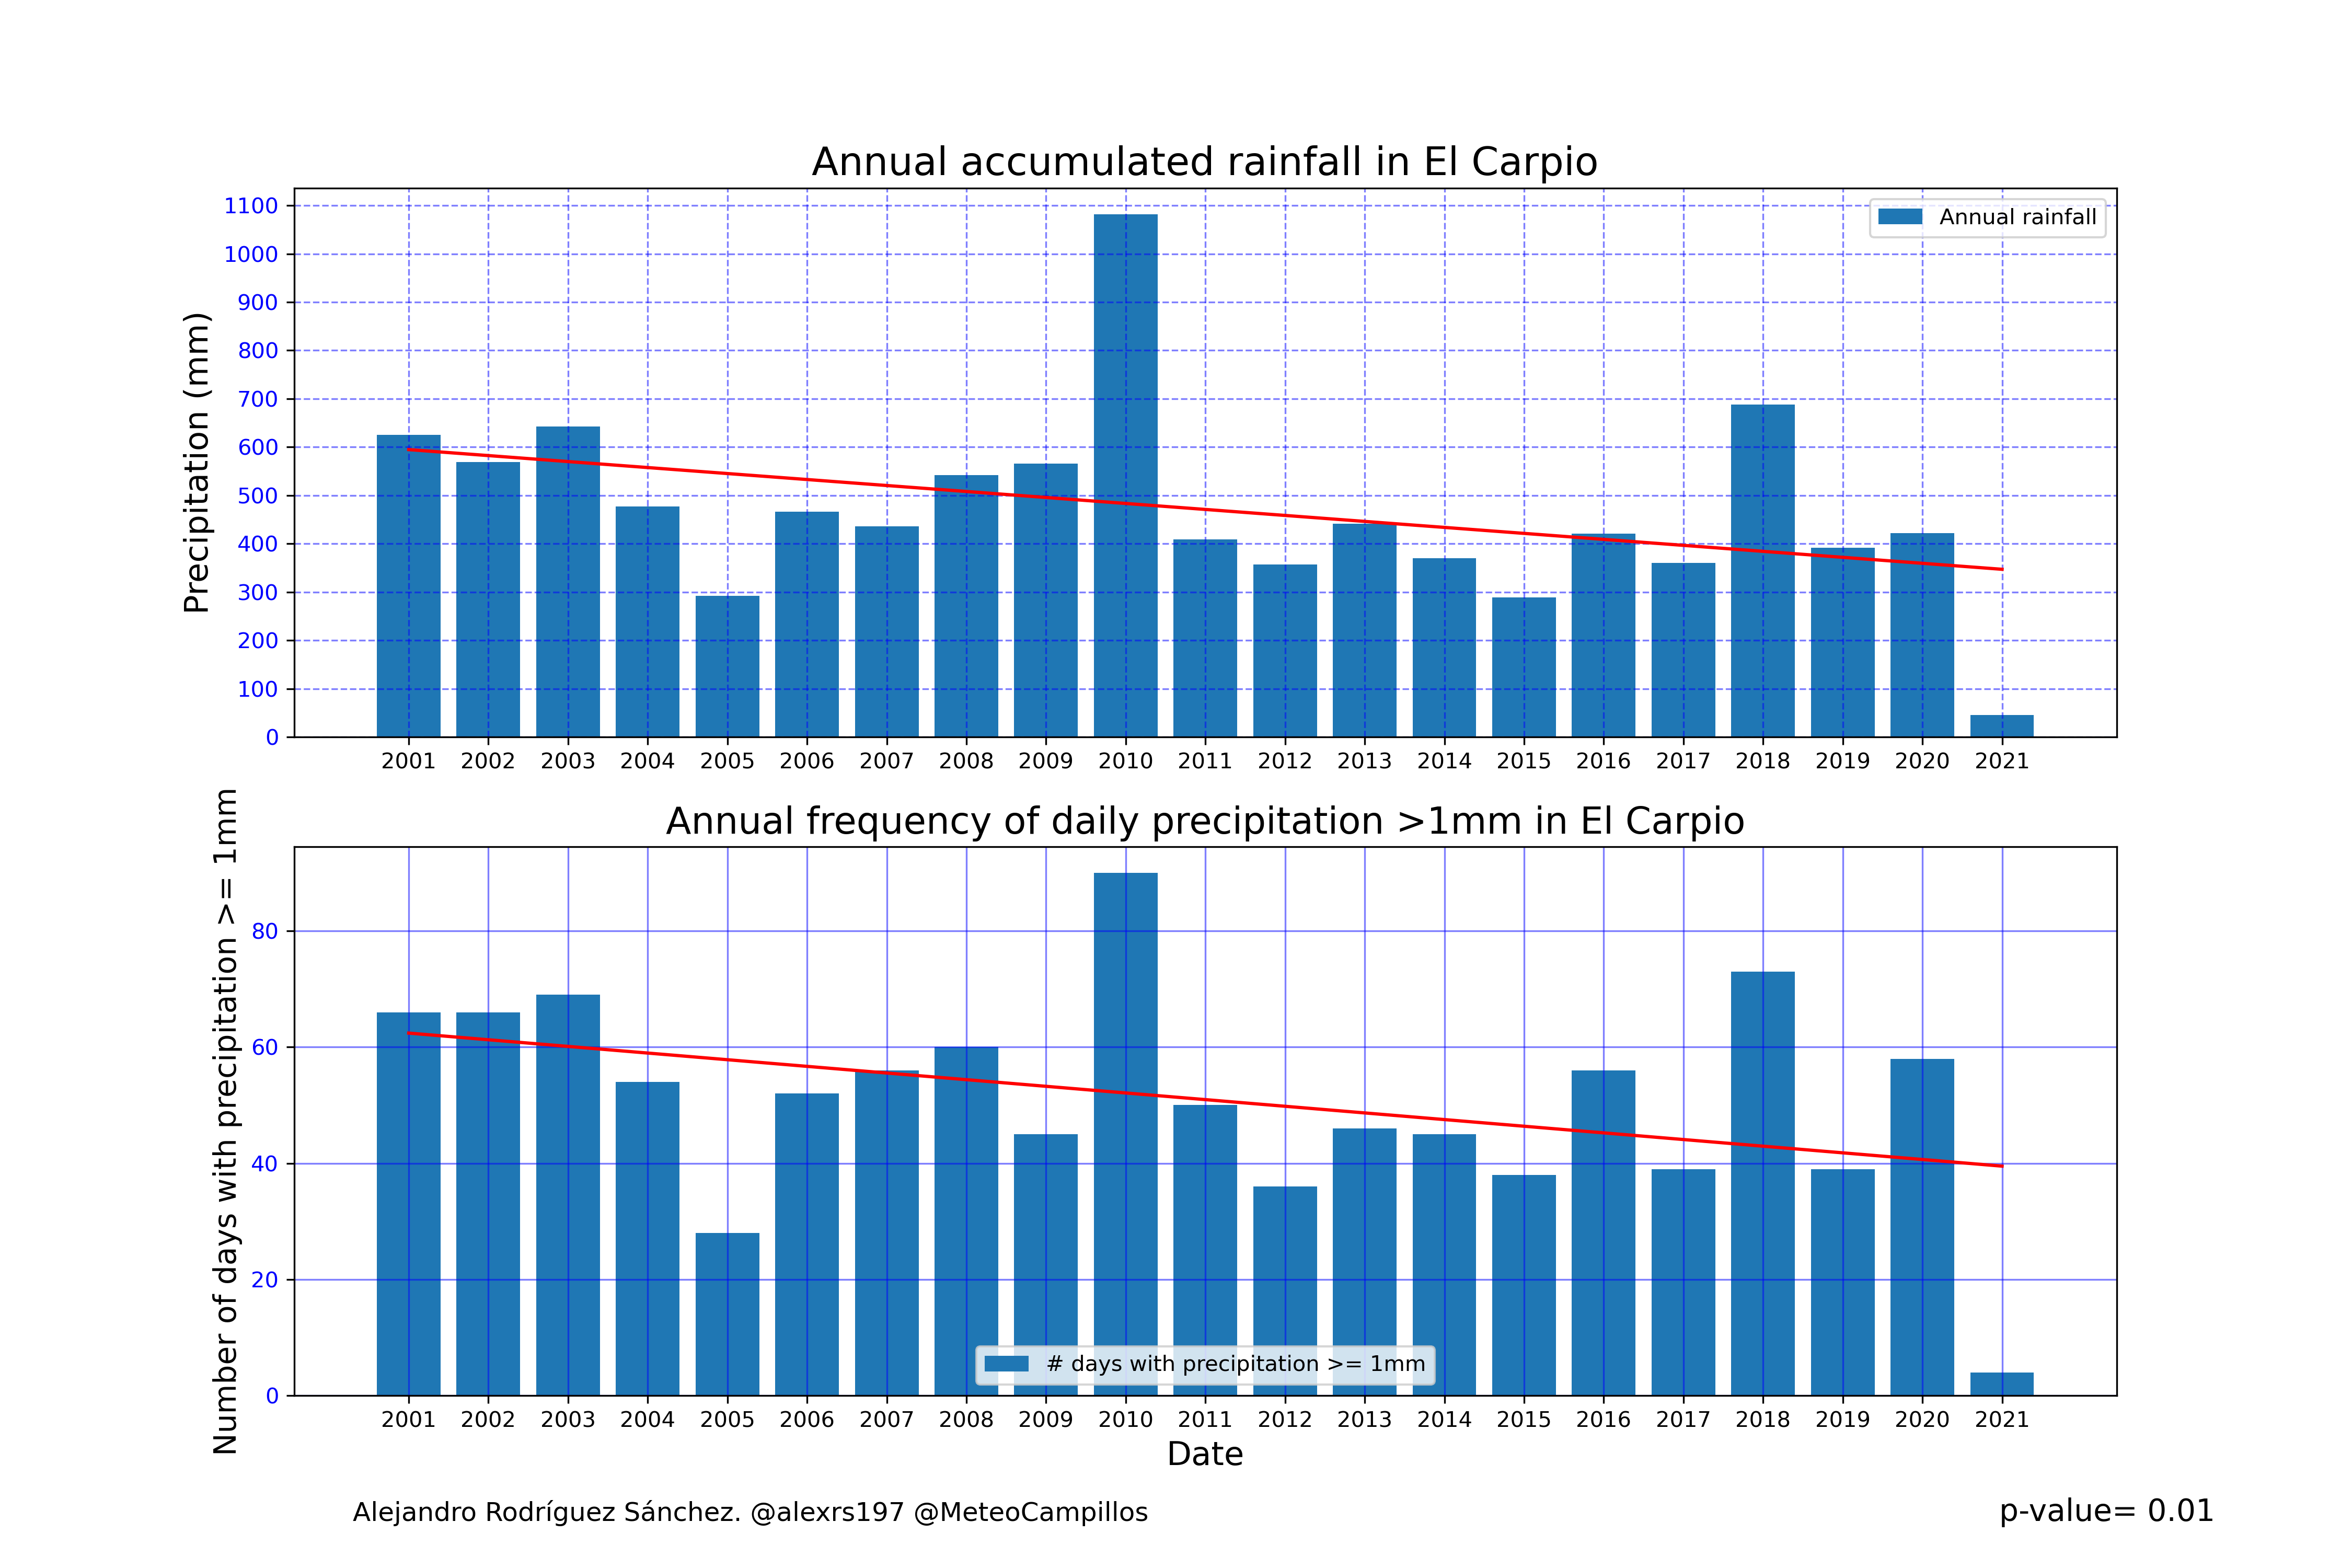 Annual accumulated rainfall in El Carpio
Precipitation (mm)
1100
1000
900
800
700
600
500
400
300
200
100
0
Annual rainfall
2001 2002 2003 2004 2005 2006 2007 2008 2009 2010 2011 2012 2013 2014 2015 2016 2017 2018 2019 2020 2021
Annual frequency of daily precipitation >1mm in El Carpio
Number of days with precipitation >= 1mm
80
60
40
20
0
# days with precipitation >= 1mm
2001 2002 2003 2004 2005 2006 2007 2008 2009 2010 2011 2012 2013 2014 2015 2016 2017 2018 2019 2020 2021
Date
Alejandro Rodríguez Sánchez. @alexrs197 @MeteoCampillos
p-value= 0.01